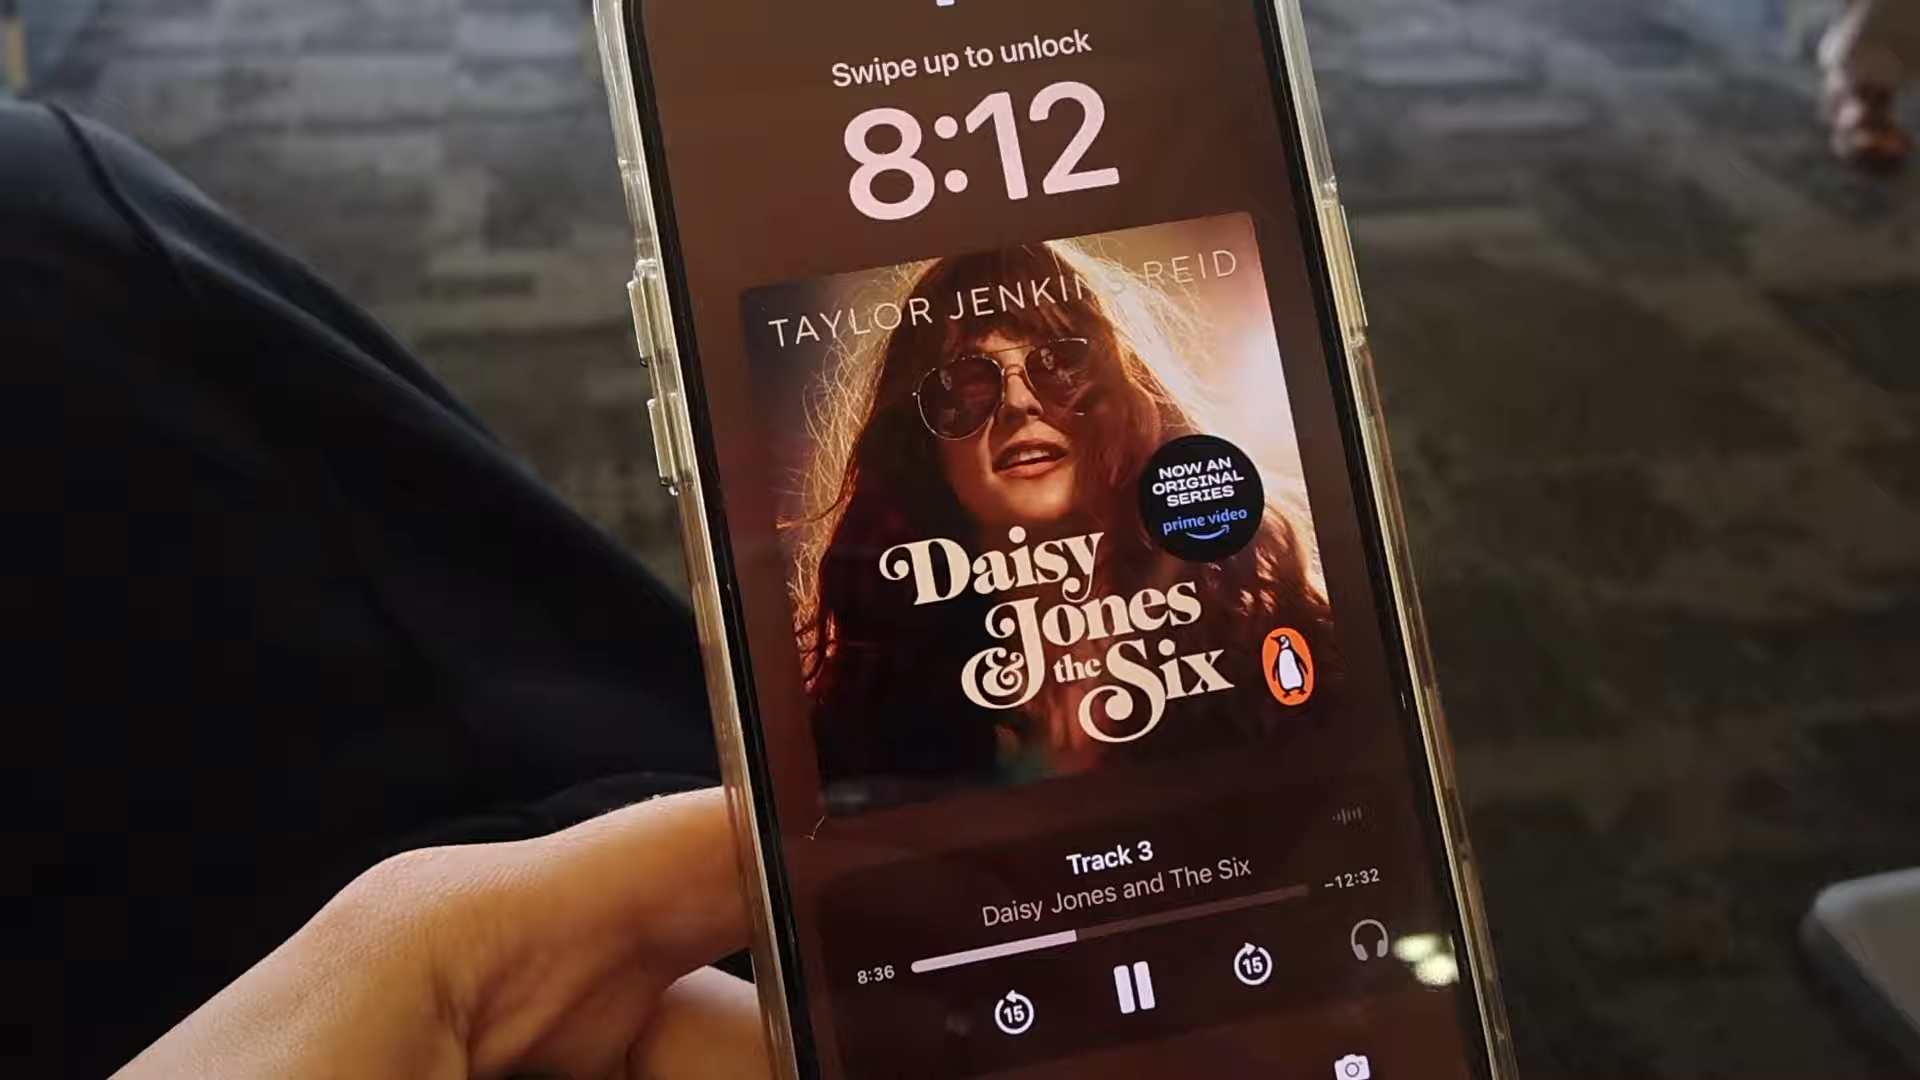 Swipe up to unlock
8:12
TAYLOR JENKINS REID
NOW AN
ORIGINAL
SERIES
prime video
Daisy
Jones
& the Six
Track 3
Daisy Jones and The Six
8:36
-12:32
15
15